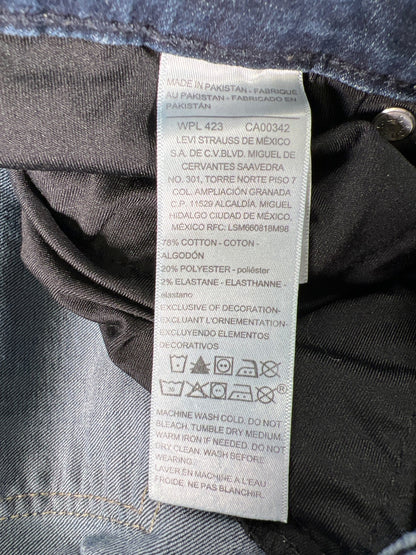 MADE IN PAKISTAN - FABRIQUÉ
AU PAKISTAN - FABRICADO EN
PAKISTÁN
WPL 423 CA00342
LEVI STRAUSS DE MÉXICO
S.A. DE C.V.BLVD. MIGUEL DE
CERVANTES SAAVEDRA
NO. 301, TORRE NORTE PISO 7
COL. AMPLIACIÓN GRANADA
C.P. 11529 ALCALDÍA. MIGUEL
HIDALGO CIUDAD DE MÉXICO,
MÉXICO RFC: LSM660818M98
78% COTTON - COTON -
ALGODÓN
20% POLYESTER - poliéster
2% ELASTANE - ELASTHANNE -
elastano
EXCLUSIVE OF DECORATION-
EXCLUANT L'ORNEMENTATION-
EXCLUYENDO ELEMENTOS
DECORATIVOS
30 ®
MACHINE WASH COLD. DO NOT
BLEACH. TUMBLE DRY MEDIUM.
WARM IRON IF NEEDED. DO NOT
DRY CLEAN. WASH BEFORE
WEARING.
LAVER EN MACHINE A L'EAU
FROIDE. NE PAS BLANCHIR.